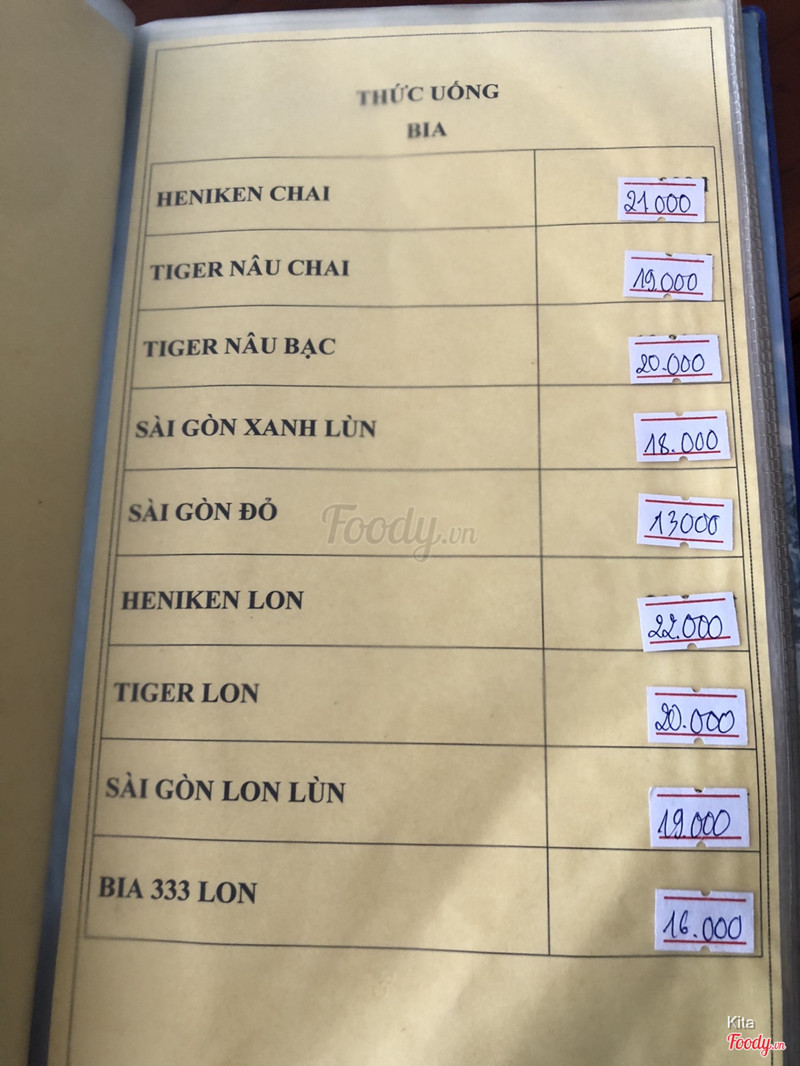 THỨC UỐNG
BIA
HENIKEN CHAI 21000
TIGER NÂU CHAI 19.000
TIGER NÂU BẠC 20.000
SÀI GÒN XANH LÙN 18.000
SÀI GÒN ĐỎ 13000
HENIKEN LON 22.000
TIGER LON 20.000
SÀI GÒN LON LÙN 19.000
BIA 333 LON 16.000
Foody.vn
Kita
Foody.vn